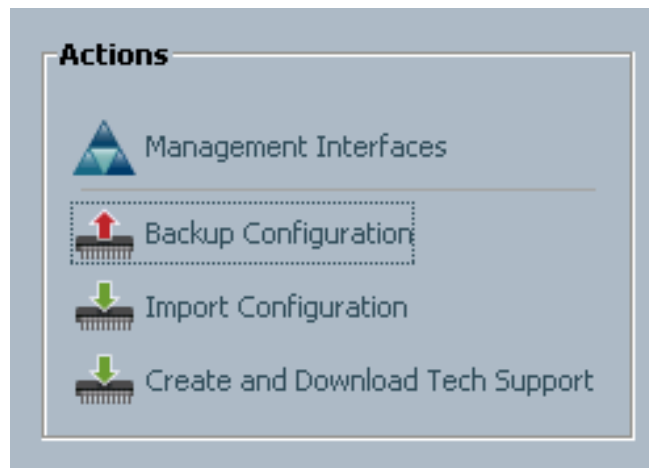 Actions
Management Interfaces
Backup Configuration
Import Configuration
Create and Download Tech Support